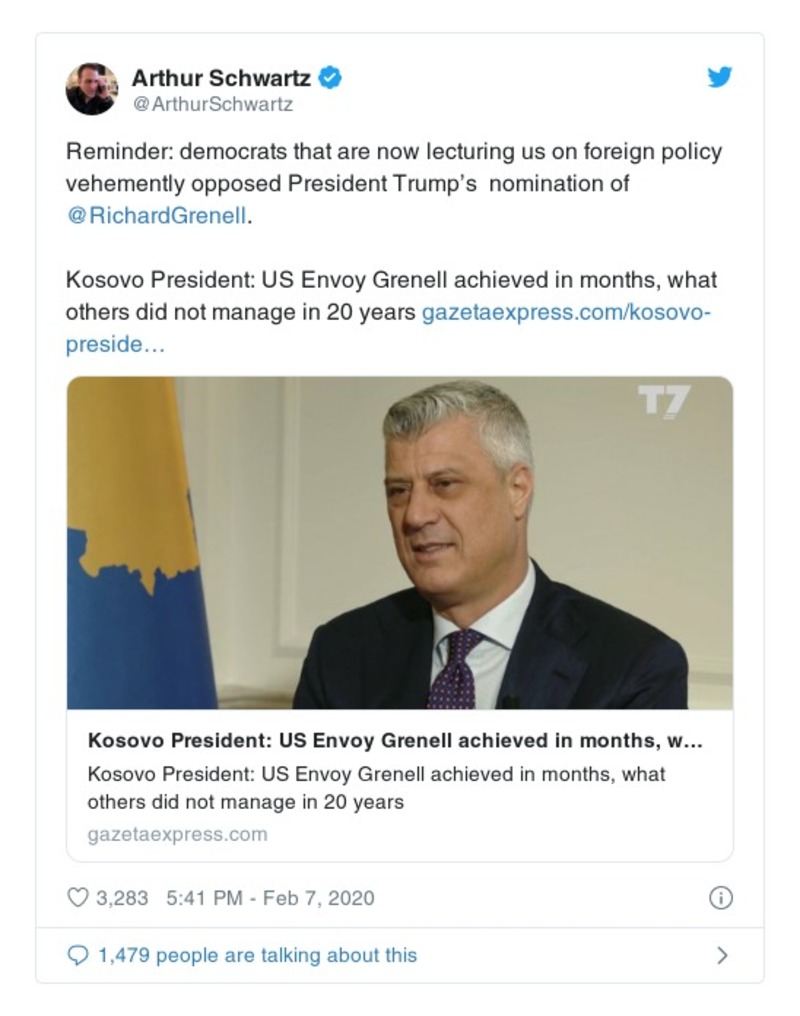 Arthur Schwartz
@ArthurSchwartz
Reminder: democrats that are now lecturing us on foreign policy
vehemently opposed President Trump’s  nomination of
@RichardGrenell.
Kosovo President: US Envoy Grenell achieved in months, what
others did not manage in 20 years gazetaexpress.com/kosovo-
preside…
T7
Kosovo President: US Envoy Grenell achieved in months, w...
Kosovo President: US Envoy Grenell achieved in months, what
others did not manage in 20 years
gazetaexpress.com
3,283 5:41 PM - Feb 7, 2020
1,479 people are talking about this